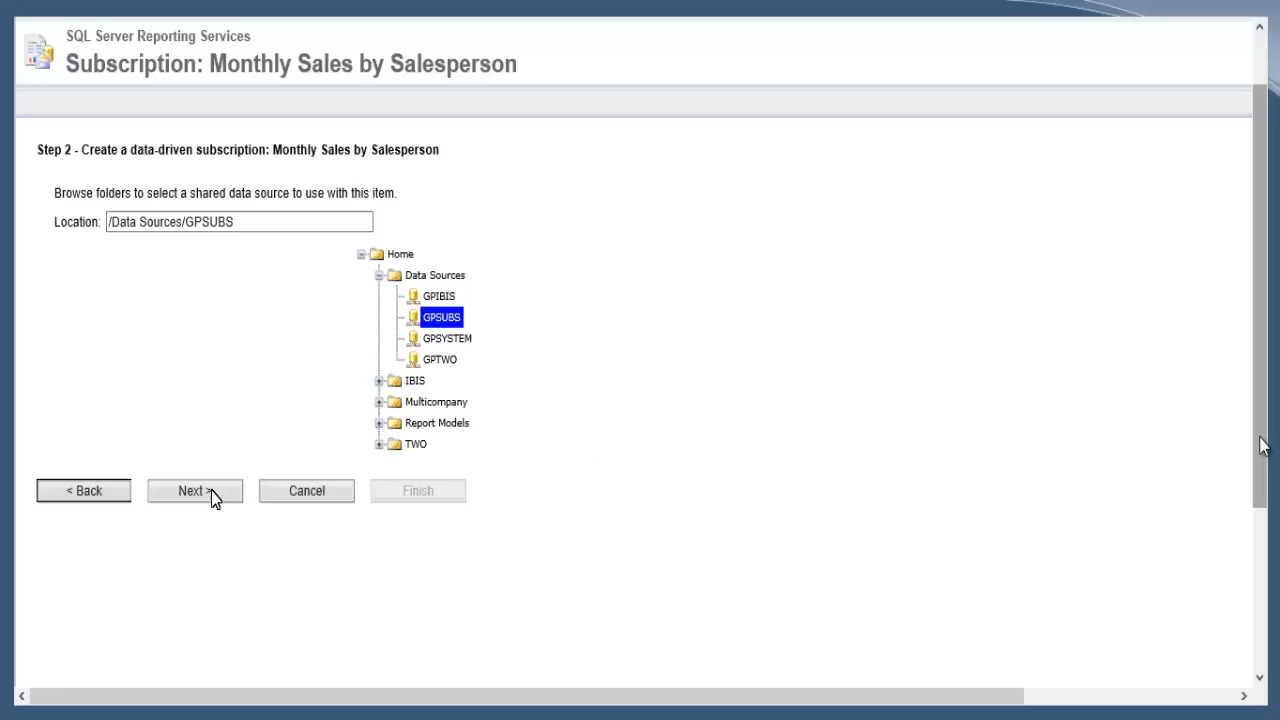 SQL Server Reporting Services
Subscription: Monthly Sales by Salesperson
Step 2 - Create a data-driven subscription: Monthly Sales by Salesperson
Browse folders to select a shared data source to use with this item.
Location: /Data Sources/GPSUBS
Home
Data Sources
GPIBIS
GPSUBS
GPSYSTEM
GPTWO
IBIS
Multicompany
Report Models
TWO
< Back Next > Cancel Finish